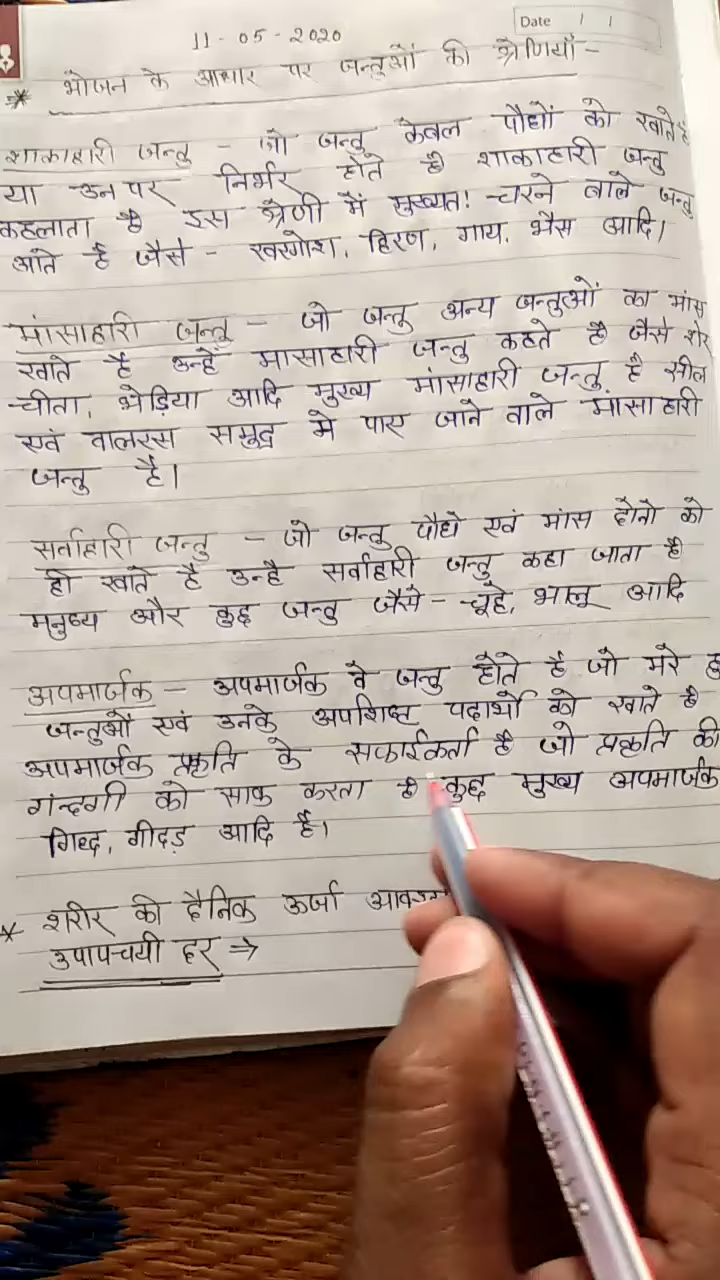 Date / /
11-05-2020
* भोजन के आधार पर जन्तुओं की श्रेणियाँ -
शाकाहारी जन्तु - जो जन्तु केवल पौधों को खाते है
या उन पर निर्भर होते है शाकाहारी जन्तु
कहलाता है इस श्रेणी में मुख्यत! चरने वाले जन्तु
आते है जैसे - खरगोश, हिरण, गाय, भैस आदि।
मांसाहारी जन्तु - जो जन्तु अन्य जन्तुओं का मांस
खाते है उन्हें मासाहारी जन्तु कहते है जैसे शेर
चीता, भेड़िया आदि मुख्य मांसाहारी जन्तु है सील
एवं वालरस समुद्र मे पाए जाने वाले मांसाहारी
जन्तु है।
सर्वाहारी जन्तु - जो जन्तु पौधे एवं मांस दोनो को
ही खाते है उन्है सर्वाहारी जन्तु कहा जाता है
मनुष्य और कुछ जन्तु जैसे - चूहे, भालू आदि
अपमार्जक - अपमार्जक वे जन्तु होते है जो मरे हु
जन्तुओं एवं उनके अपशिष्ट पदार्थो को खाते है
अपमार्जक प्रकृति के सफाईकर्ता है जो प्रकृति की
गंन्दगी को साफ करता है कुछ मुख्य अपमार्जक
गिद्ध, गीदड़ आदि है।
* शरीर की दैनिक ऊर्जा
उपापचयी दर ⇒